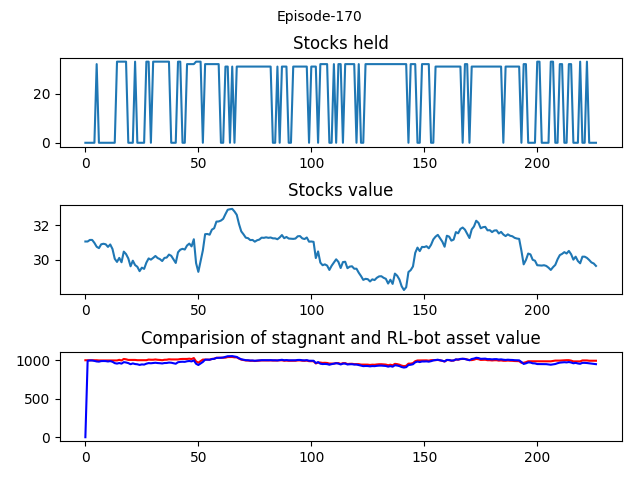 Episode-170
Stocks held
20
0
0 50 100 150 200
Stocks value
32
30
0 50 100 150 200
Comparision of stagnant and RL-bot asset value
1000
500
0
0 50 100 150 200